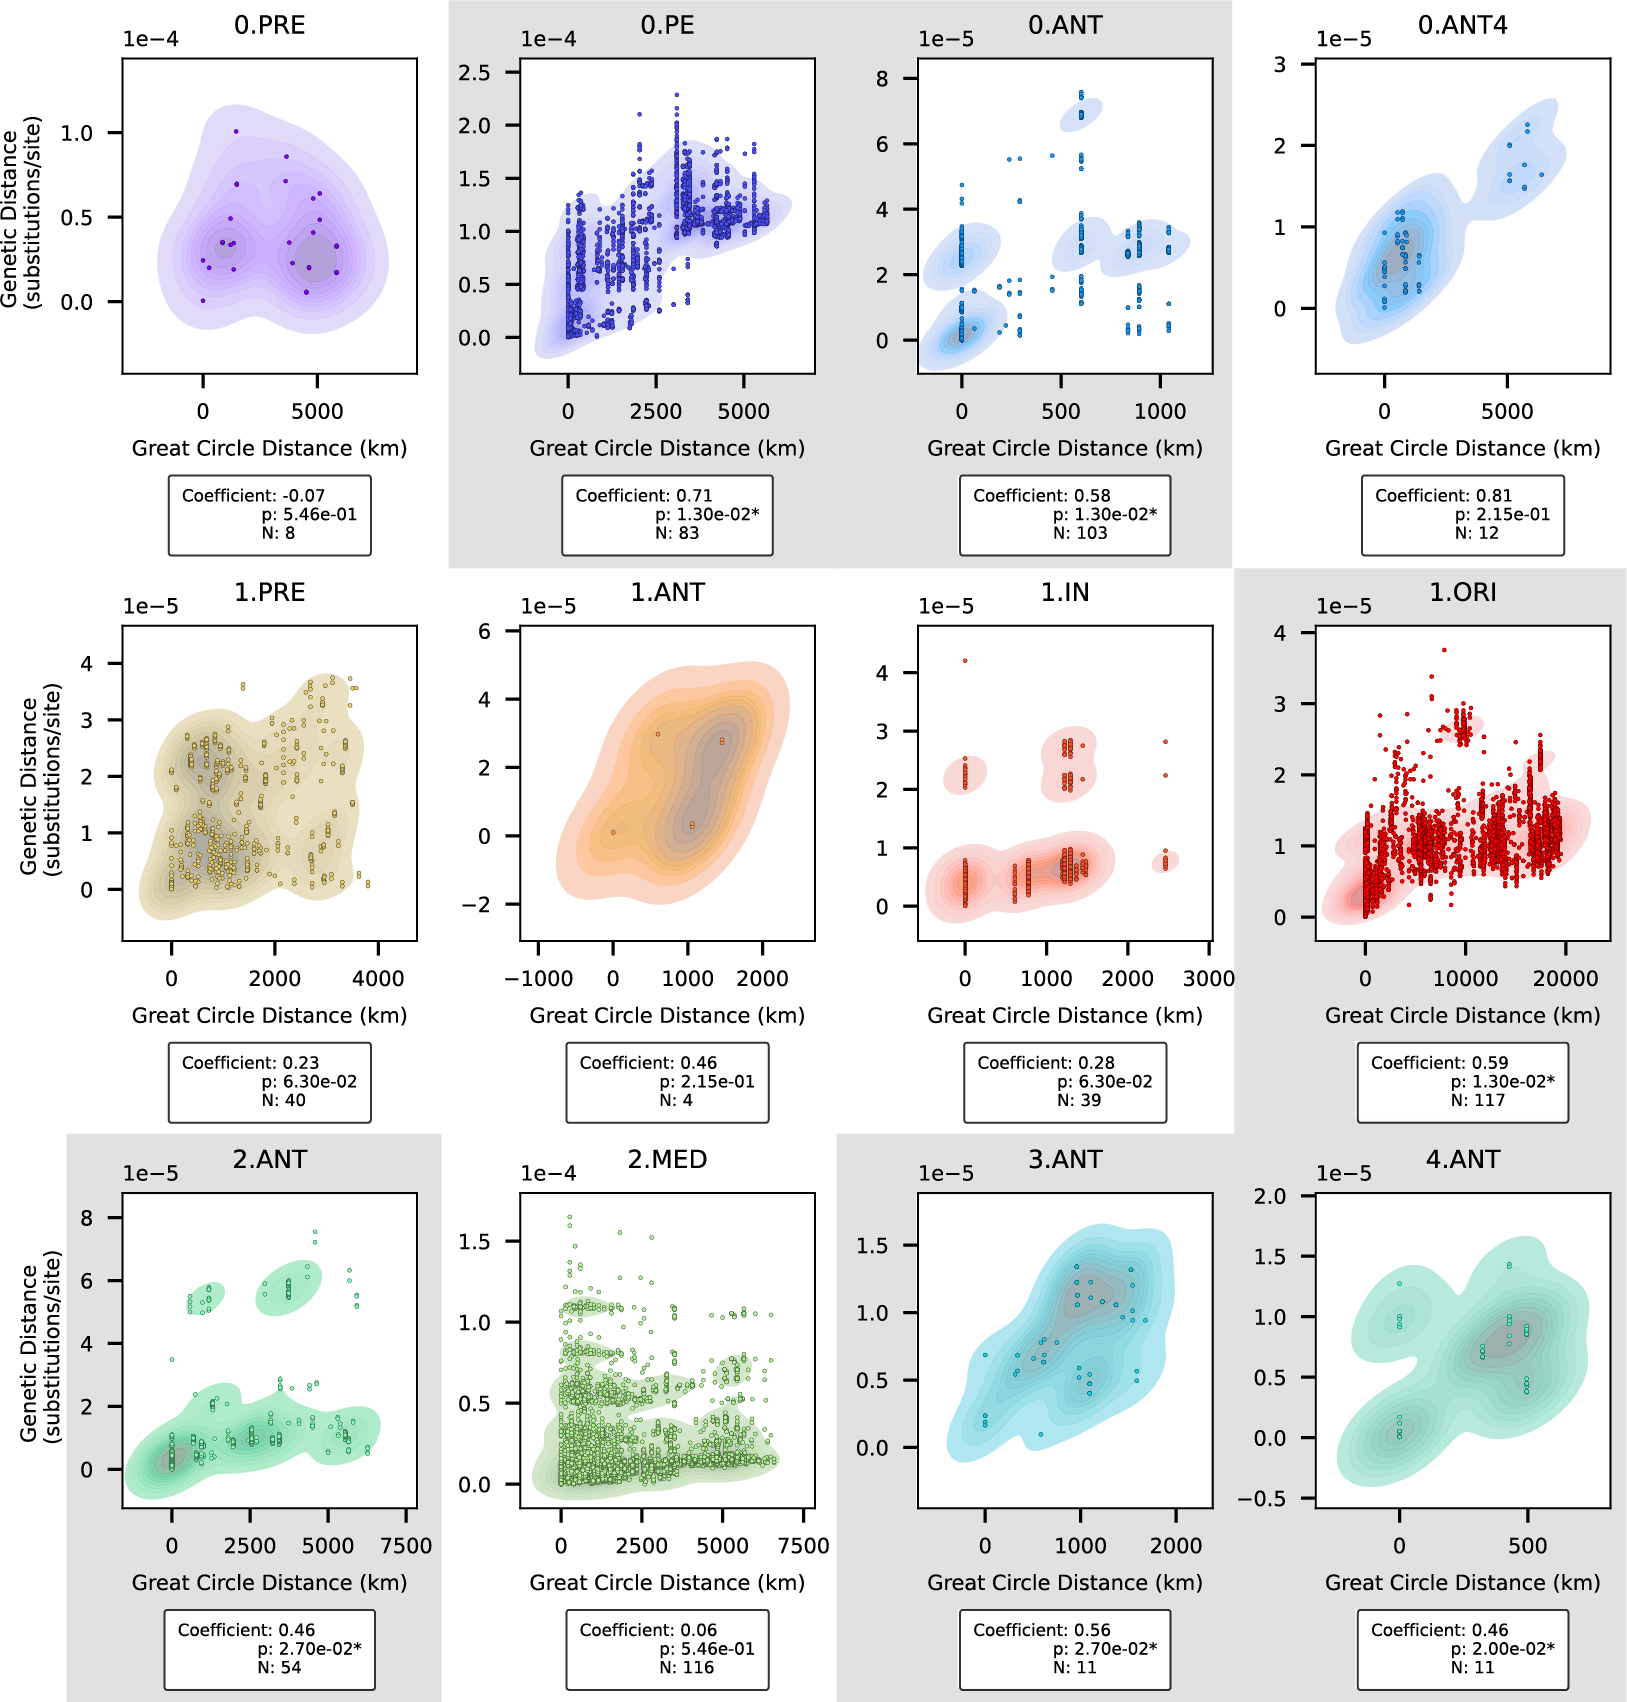 0.PRE
1e−4
Genetic Distance
(substitutions/site)
1.0
0.5
0.0
0
5000
Great Circle Distance (km)
Coefficient: -0.07
p: 5.46e-01
N: 8
0.PE
1e−4
2.5
2.0
1.5
1.0
0.5
0.0
0
2500
5000
Great Circle Distance (km)
Coefficient: 0.71
p: 1.30e-02*
N: 83
0.ANT
1e−5
8
6
4
2
0
0
500
1000
Great Circle Distance (km)
Coefficient: 0.58
p: 1.30e-02*
N: 103
0.ANT4
1e−5
3
2
1
0
0
5000
Great Circle Distance (km)
Coefficient: 0.81
p: 2.15e-01
N: 12
1.PRE
1e−5
Genetic Distance
(substitutions/site)
4
3
2
1
0
0
2000
4000
Great Circle Distance (km)
Coefficient: 0.23
p: 6.30e-02
N: 40
1.ANT
1e−5
6
4
2
0
−2
−1000
0
1000
2000
Great Circle Distance (km)
Coefficient: 0.46
p: 2.15e-01
N: 4
1.IN
1e−5
4
3
2
1
0
0
1000
2000
3000
Great Circle Distance (km)
Coefficient: 0.28
p: 6.30e-02
N: 39
1.ORI
1e−5
4
3
2
1
0
0
10000
20000
Great Circle Distance (km)
Coefficient: 0.59
p: 1.30e-02*
N: 117
2.ANT
1e−5
Genetic Distance
(substitutions/site)
8
6
4
2
0
0
2500
5000
7500
Great Circle Distance (km)
Coefficient: 0.46
p: 2.70e-02*
N: 54
2.MED
1e−4
1.5
1.0
0.5
0.0
0
2500
5000
7500
Great Circle Distance (km)
Coefficient: 0.06
p: 5.46e-01
N: 116
3.ANT
1e−5
1.5
1.0
0.5
0.0
0
1000
2000
Great Circle Distance (km)
Coefficient: 0.56
p: 2.70e-02*
N: 11
4.ANT
1e−5
2.0
1.5
1.0
0.5
0.0
−0.5
0
500
Great Circle Distance (km)
Coefficient: 0.46
p: 2.00e-02*
N: 11